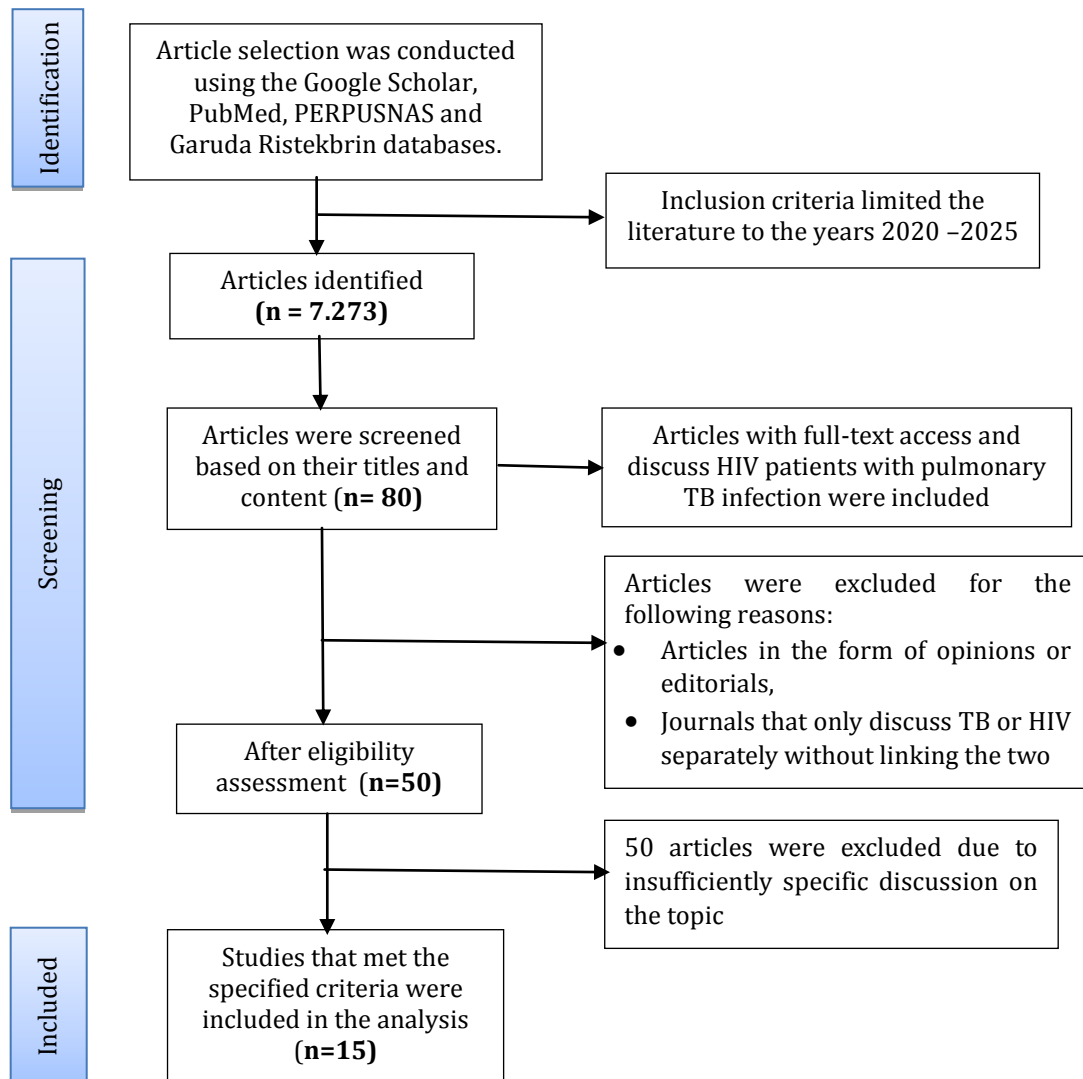 Identification
Article selection was conducted
using the Google Scholar,
PubMed, PERPUSNAS and
Garuda Ristekbrin databases.
Inclusion criteria limited the
literature to the years 2020 –2025
Screening
Articles identified
(n = 7.273)
Articles were screened
based on their titles and
content (n= 80)
Articles with full-text access and
discuss HIV patients with pulmonary
TB infection were included
Articles were excluded for the
following reasons:
• Articles in the form of opinions or
editorials,
• Journals that only discuss TB or HIV
separately without linking the two
After eligibility
assessment (n=50)
50 articles were excluded due to
insufficiently specific discussion on
the topic
Included
Studies that met the
specified criteria were
included in the analysis
(n=15)